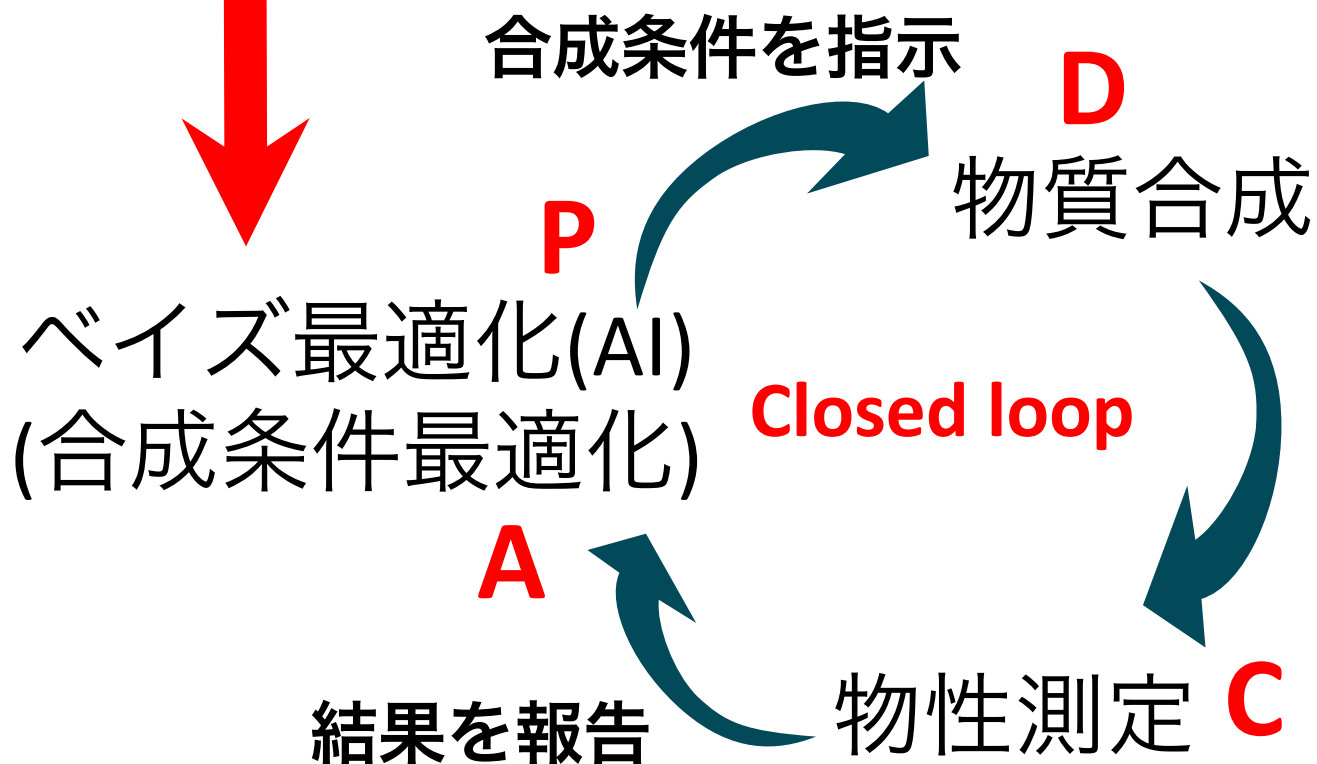 合成条件を指示
D
物質合成
P
ベイズ最適化(AI)
(合成条件最適化)
Closed loop
A
物性測定
C
結果を報告